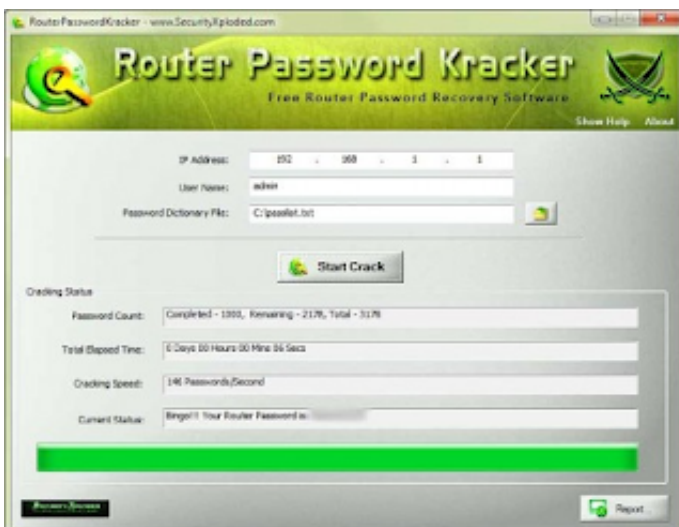 RouterPasswordKracker - www.SecurityXploded.com
Router Password Kracker
Free Router Password Recovery Software
Show Help About
IP Address: 192 . 168 . 1 . 1
User Name: admin
Password Dictionary File: C:\passlist.txt
Start Crack
Cracking Status
Password Count: Completed - 1000, Remaining - 2178, Total - 3178
Total Elapsed Time: 0 Days 00 Hours 00 Mins 06 Secs
Cracking Speed: 146 Passwords/Second
Current Status: Bingo!!! Your Router Password is:
Report...